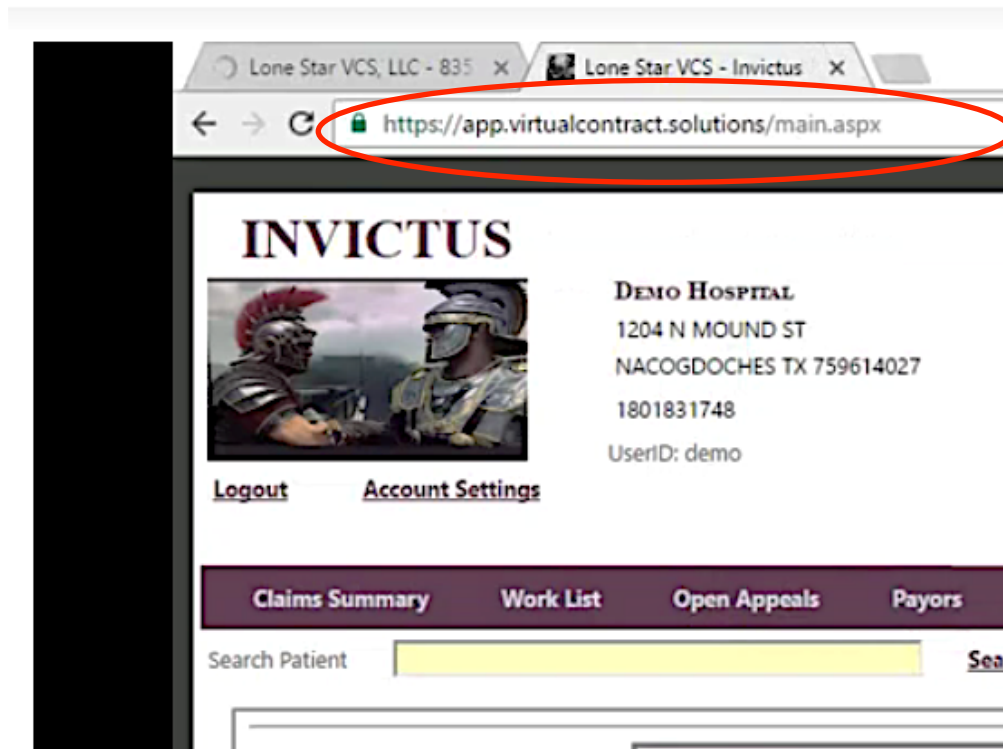 Lone Star VCS, LLC - 835
Lone Star VCS - Invictus
https://app.virtualcontract.solutions/main.aspx
INVICTUS
DEMO HOSPITAL
1204 N MOUND ST
NACOGDOCHES TX 759614027
1801831748
UserID: demo
Logout Account Settings
Claims Summary Work List Open Appeals Payors
Search Patient